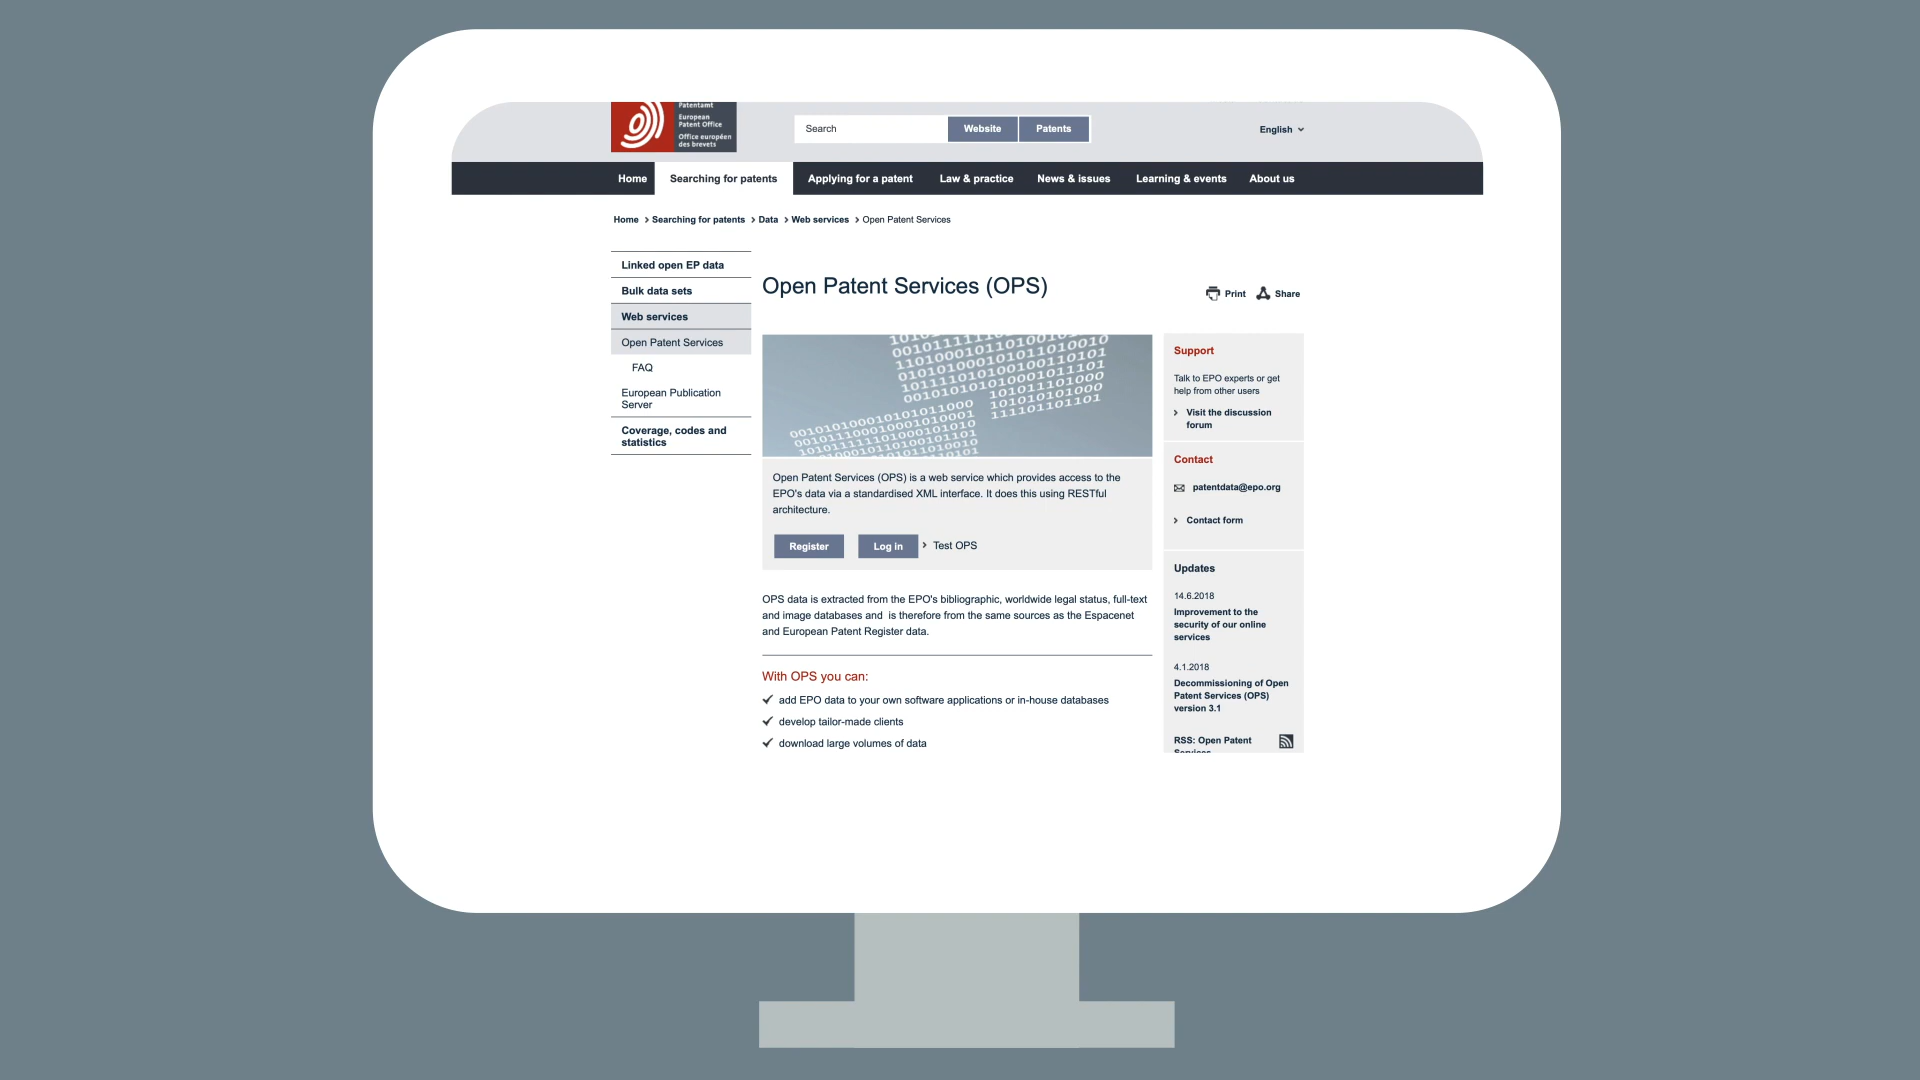 Patentamt
European
Patent Office
Office européen
des brevets
Search
Website
Patents
English
Home
Searching for patents
Applying for a patent
Law & practice
News & issues
Learning & events
About us
Home
Searching for patents
Data
Web services
Open Patent Services
Linked open EP data
Bulk data sets
Web services
Open Patent Services
FAQ
European Publication
Server
Coverage, codes and
statistics
Open Patent Services (OPS)
Print
Share
Open Patent Services (OPS) is a web service which provides access to the
EPO's data via a standardised XML interface. It does this using RESTful
architecture.
Register
Log in
Test OPS
OPS data is extracted from the EPO's bibliographic, worldwide legal status, full-text
and image databases and is therefore from the same sources as the Espacenet
and European Patent Register data.
With OPS you can:
add EPO data to your own software applications or in-house databases
develop tailor-made clients
download large volumes of data
Support
Talk to EPO experts or get
help from other users
Visit the discussion
forum
Contact
patentdata@epo.org
Contact form
Updates
14.6.2018
Improvement to the
security of our online
services
4.1.2018
Decommissioning of Open
Patent Services (OPS)
version 3.1
RSS: Open Patent
Services